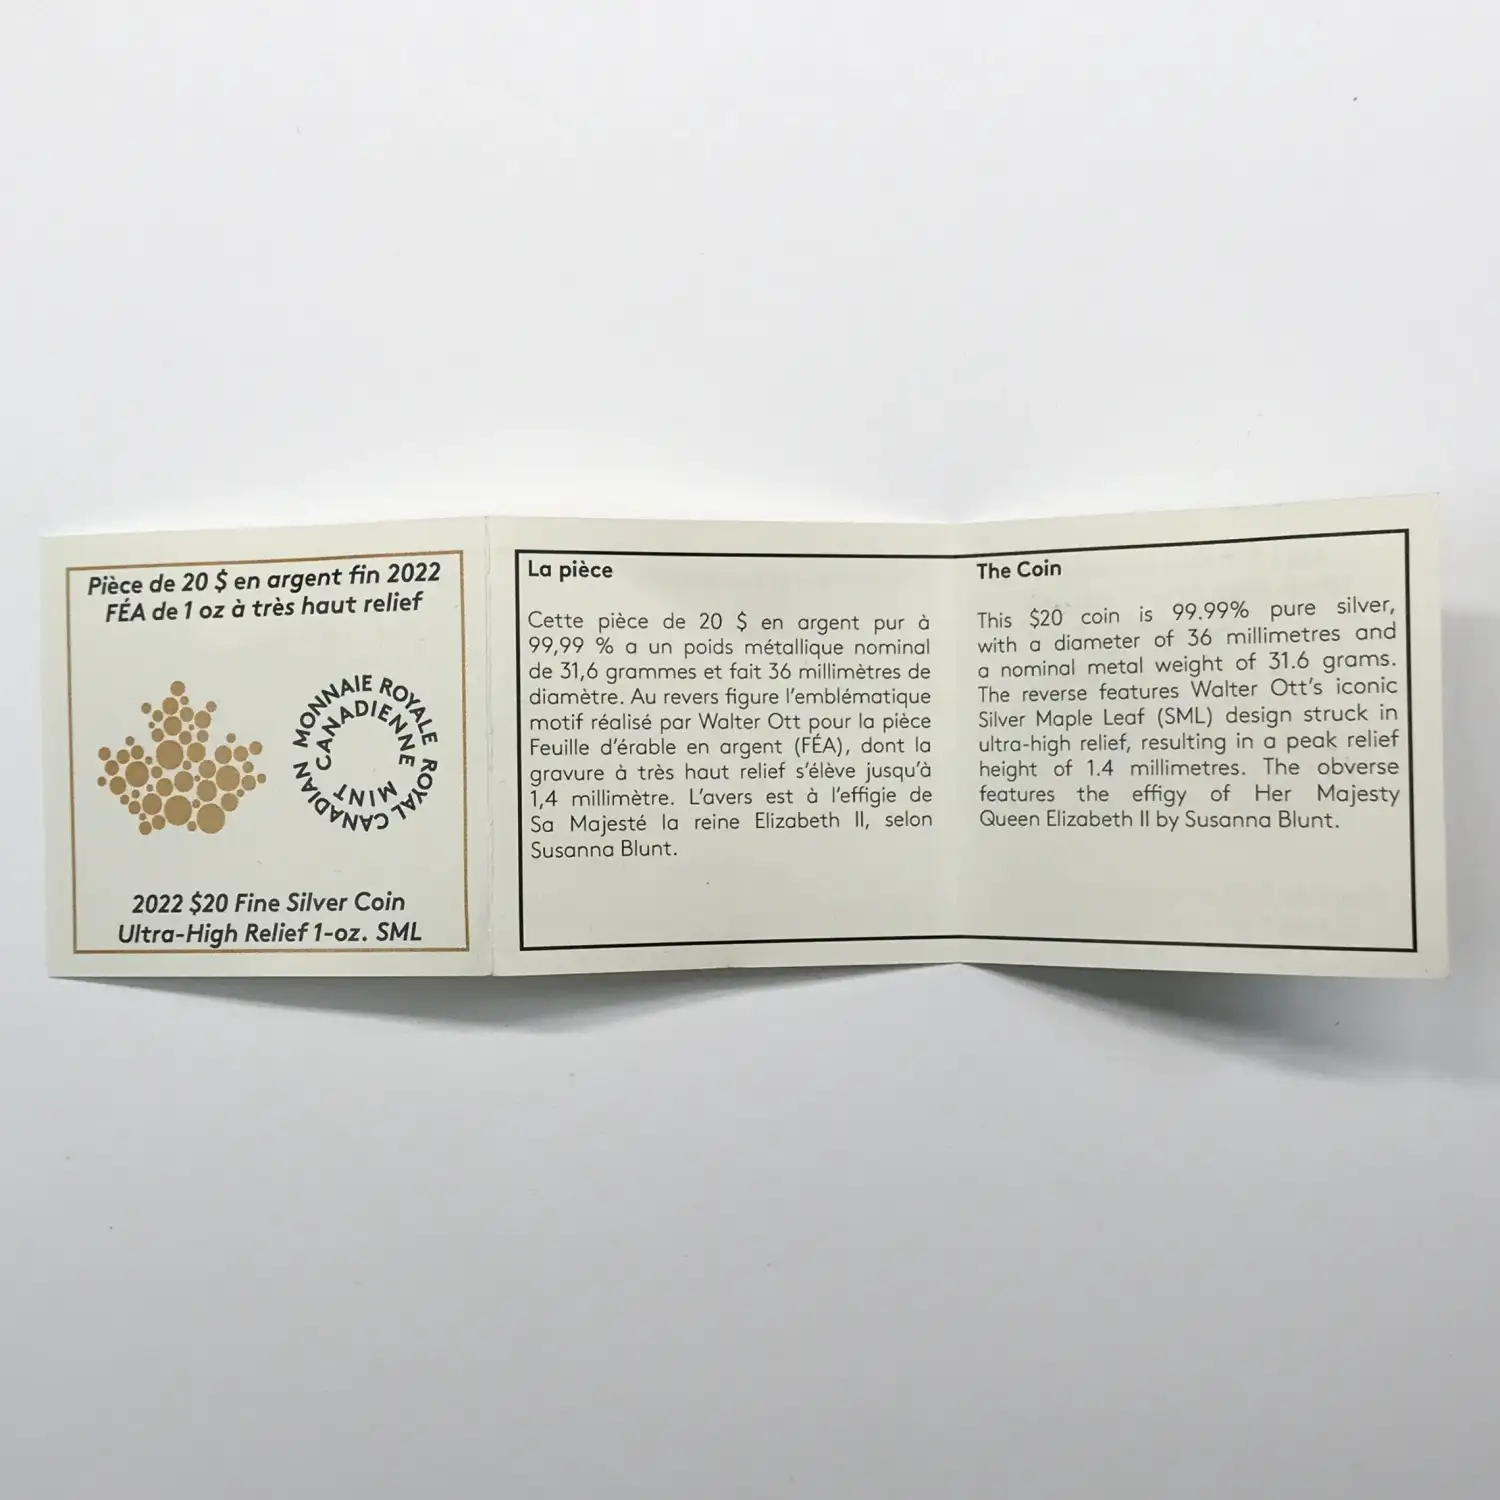 Pièce de 20 $ en argent fin 2022
FÉA de 1 oz à très haut relief
MONNAIE ROYALE CANADIENNE
ROYAL CANADIAN MINT
2022 $20 Fine Silver Coin
Ultra-High Relief 1-oz. SML
La pièce
Cette pièce de 20 $ en argent pur à
99,99 % a un poids métallique nominal
de 31,6 grammes et fait 36 millimètres de
diamètre. Au revers figure l'emblématique
motif réalisé par Walter Ott pour la pièce
Feuille d'érable en argent (FÉA), dont la
gravure à très haut relief s'élève jusqu'à
1,4 millimètre. L'avers est à l'effigie de
Sa Majesté la reine Elizabeth II, selon
Susanna Blunt.
The Coin
This $20 coin is 99.99% pure silver,
with a diameter of 36 millimetres and
a nominal metal weight of 31.6 grams.
The reverse features Walter Ott's iconic
Silver Maple Leaf (SML) design struck in
ultra-high relief, resulting in a peak relief
height of 1.4 millimetres. The obverse
features the effigy of Her Majesty
Queen Elizabeth II by Susanna Blunt.